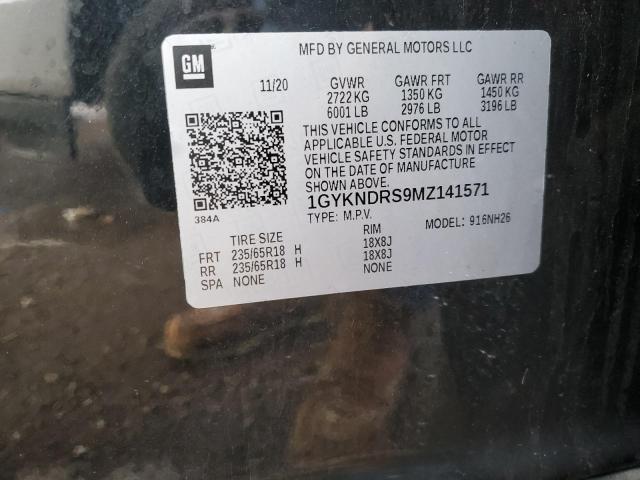 GM
MFD BY GENERAL MOTORS LLC
11/20 GVWR GAWR FRT GAWR RR
2722 KG 1350 KG 1450 KG
6001 LB 2976 LB 3196 LB
THIS VEHICLE CONFORMS TO ALL
APPLICABLE U.S. FEDERAL MOTOR
VEHICLE SAFETY STANDARDS IN EFFECT
ON THE DATE OF MANUFACTURE
SHOWN ABOVE.
1GYKNDRS9MZ141571
384A
TYPE: M.P.V. MODEL: 916NH26
TIRE SIZE RIM
FRT 235/65R18 H 18X8J
RR 235/65R18 H 18X8J
SPA NONE NONE